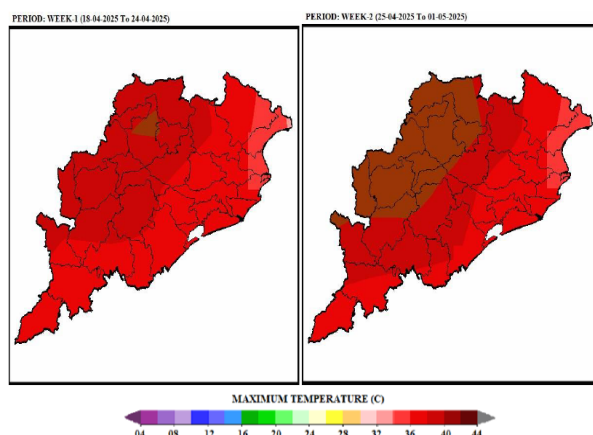 PERIOD: WEEK-1 (18-04-2025 To 24-04-2025)
PERIOD: WEEK-2 (25-04-2025 To 01-05-2025)
MAXIMUM TEMPERATURE (C)
04 08 12 16 20 24 28 32 36 40 44